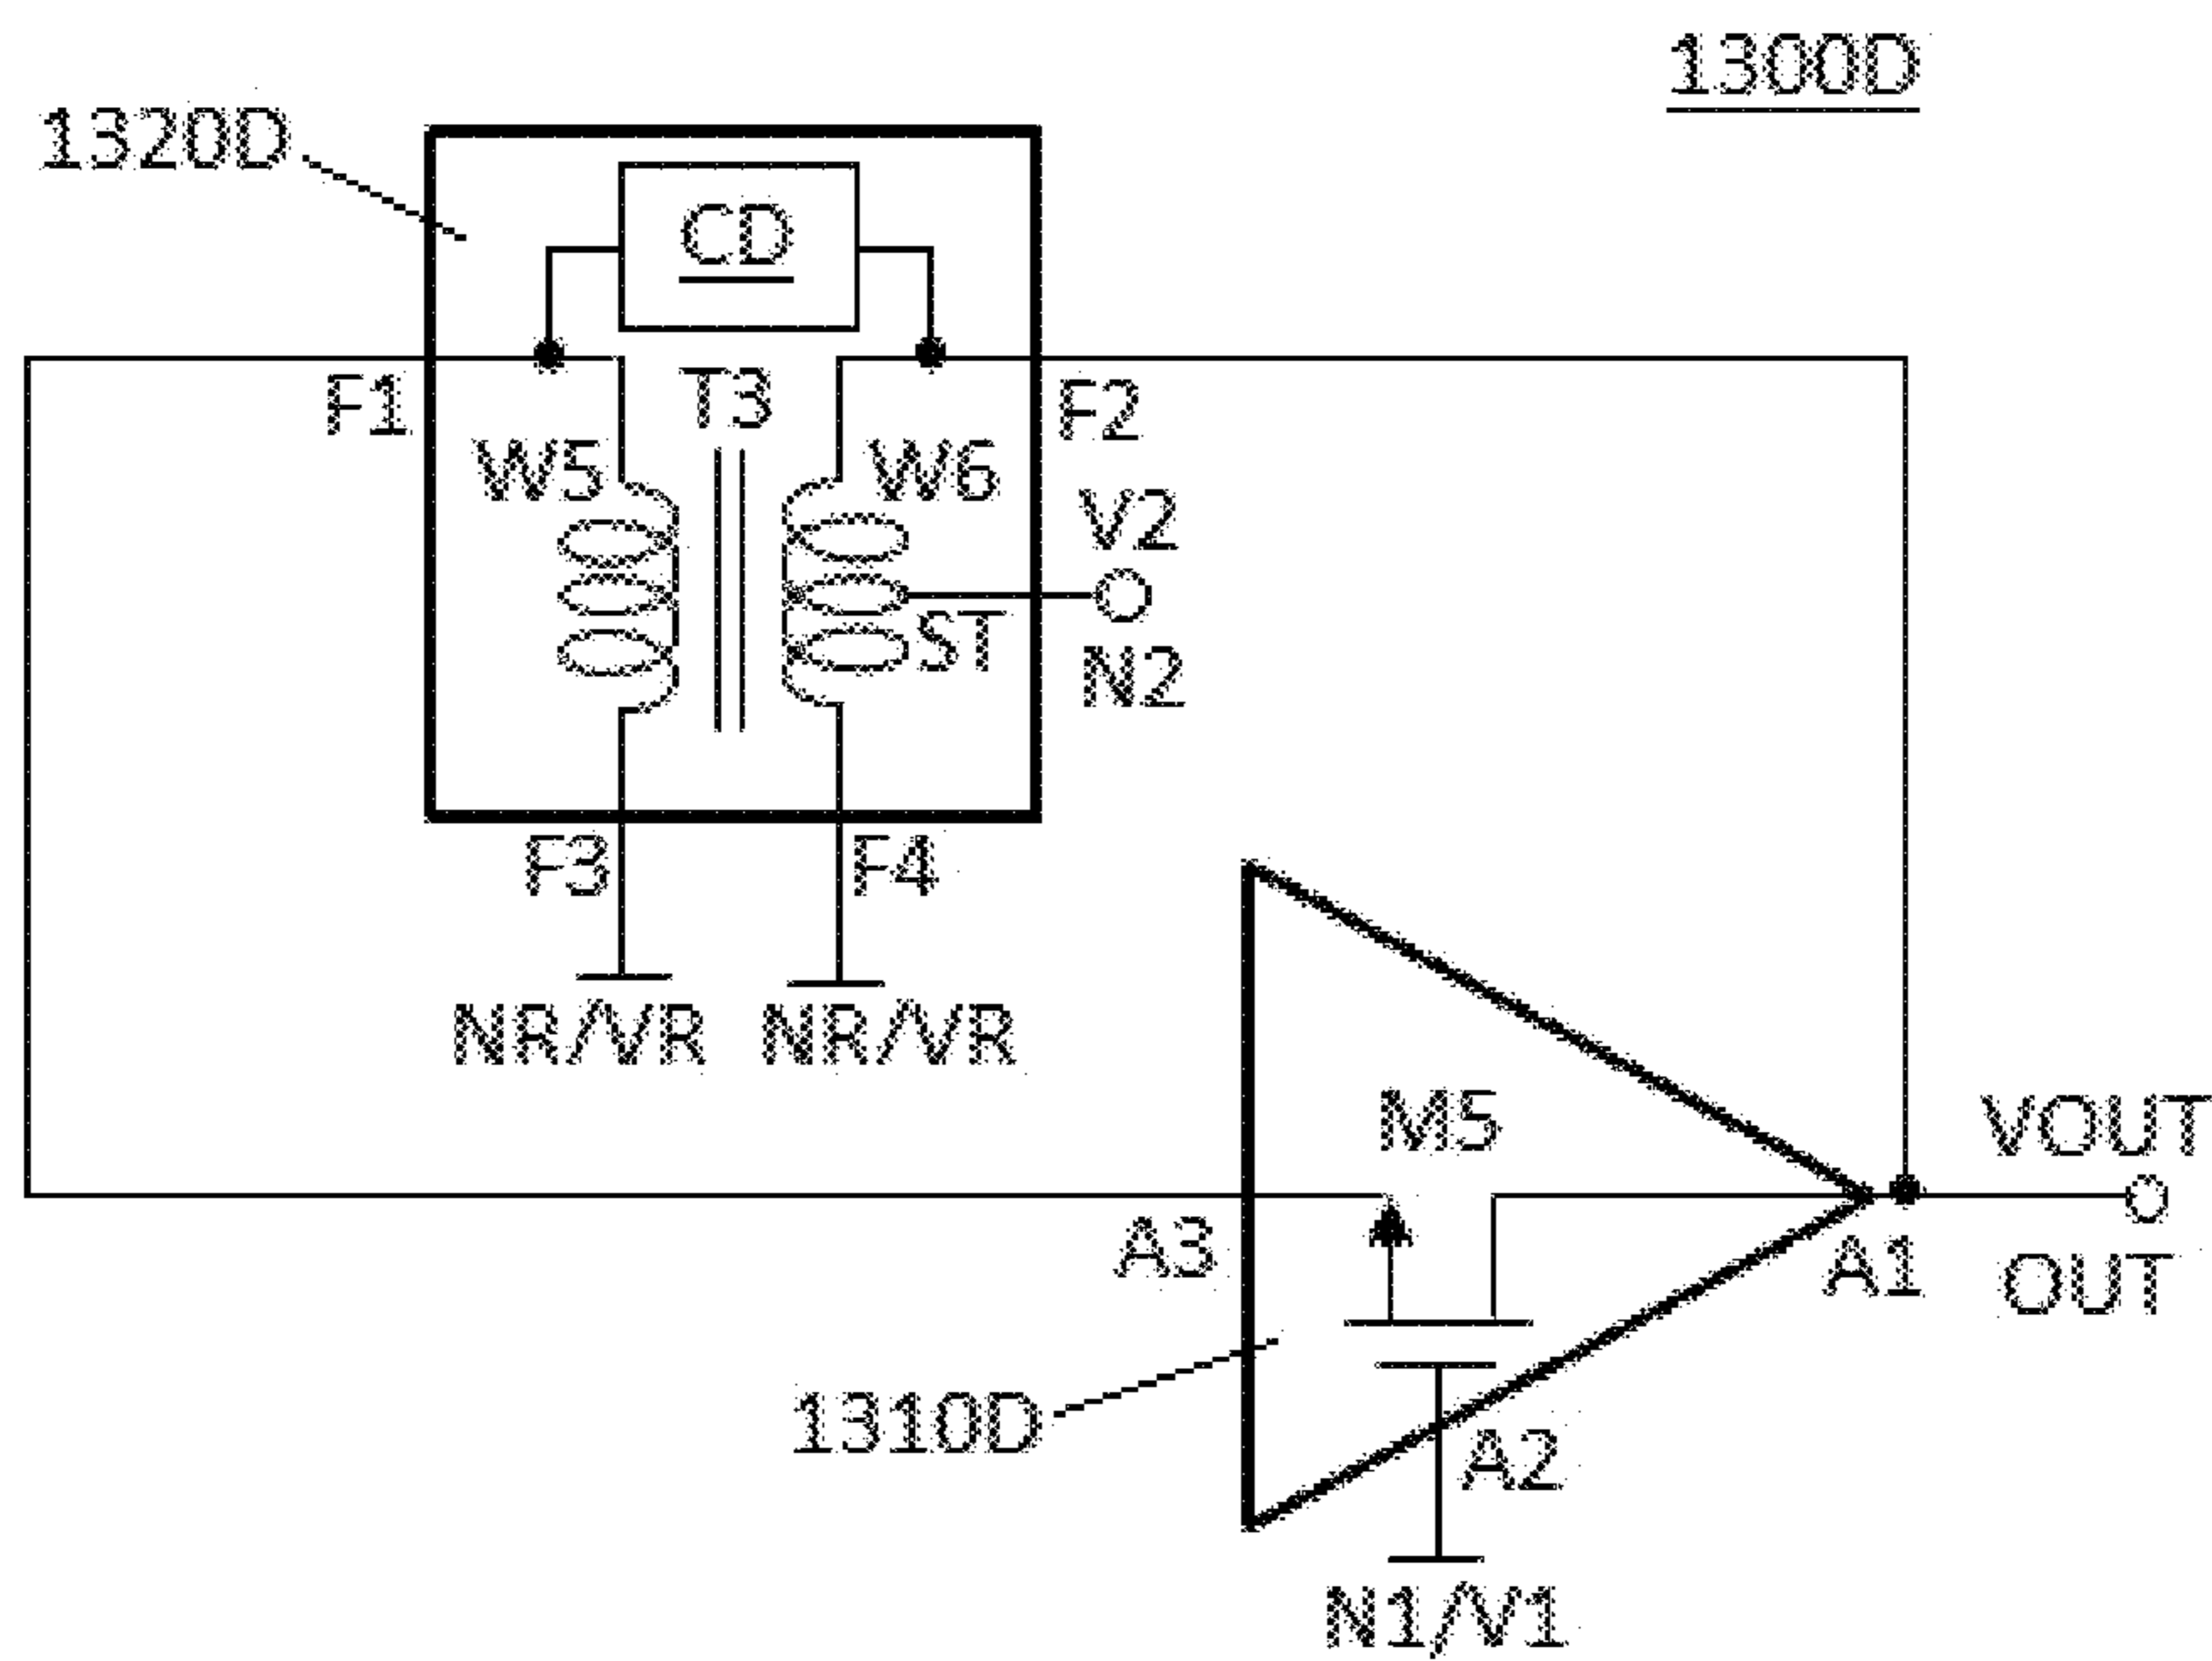 1300D
1320D
CD
F1
T3
F2
W5
W6
V2
ST
N2
F3
F4
NR/VR
NR/VR
M5
VOUT
A3
A1
OUT
1310D
A2
N1/V1